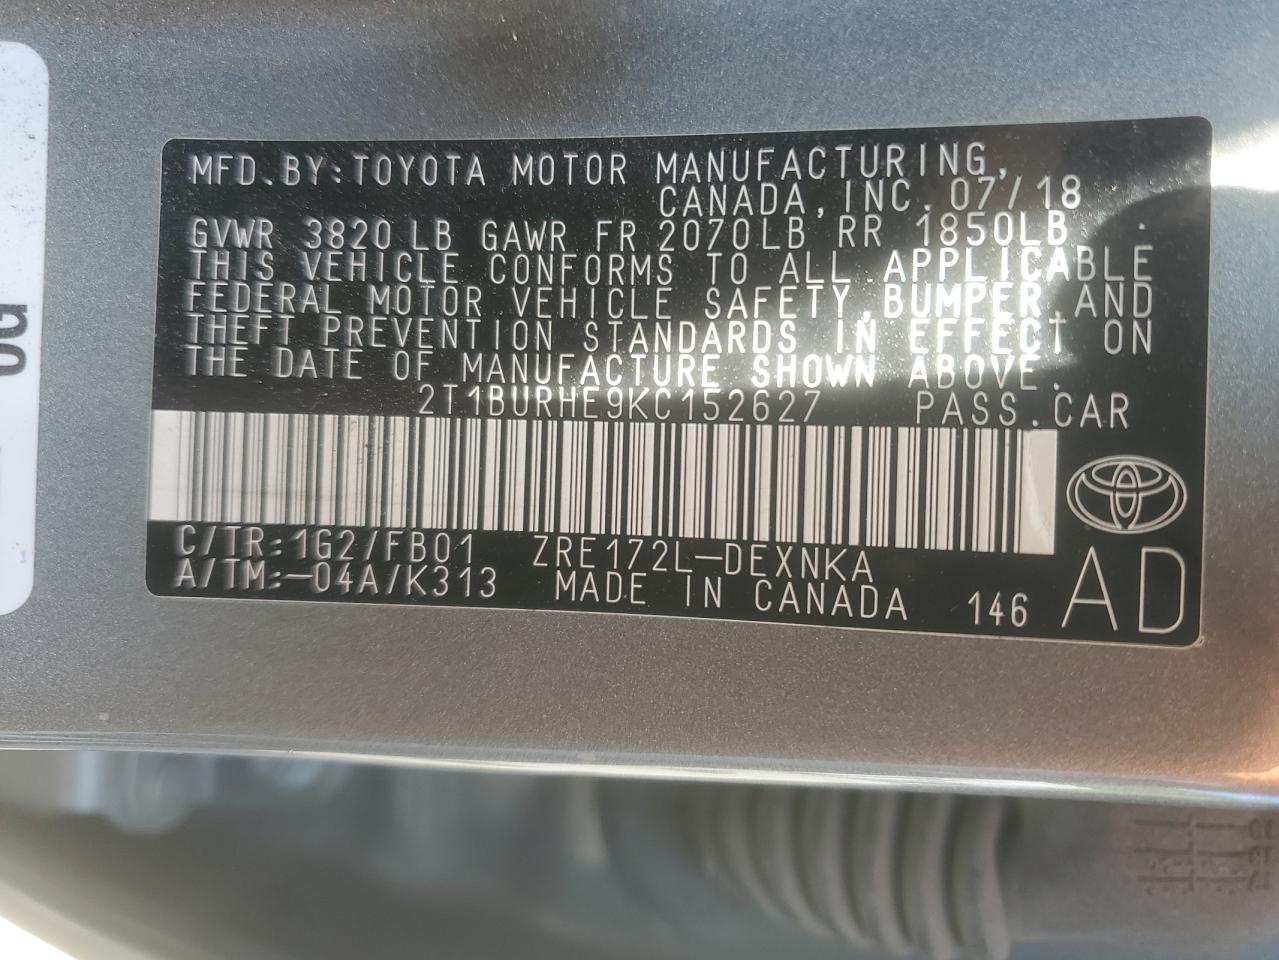 MFD.BY:TOYOTA MOTOR MANUFACTURING,
CANADA, INC. 07/18
GVWR 3820 LB GAWR FR 2070LB RR 1850LB
THIS VEHICLE CONFORMS TO ALL APPLICABLE
FEDERAL MOTOR VEHICLE SAFETY, BUMPER, AND
THEFT PREVENTION STANDARDS IN EFFECT ON
THE DATE OF MANUFACTURE SHOWN ABOVE.
2T1BURHE9KC152627 PASS.CAR
C/TR:1G2/FB01 ZRE172L-DEXNKA
A/TM:-04A/K313 MADE IN CANADA 146 AD